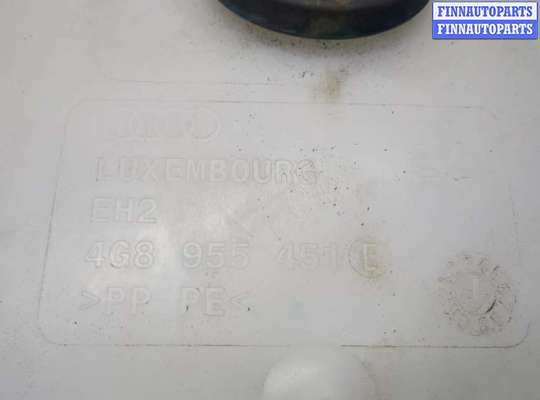 FINNAUTOPARTS
FINNAUTOPARTS
LUXEMBOURG
EH2
4G8 955 451 E
>PP PE<